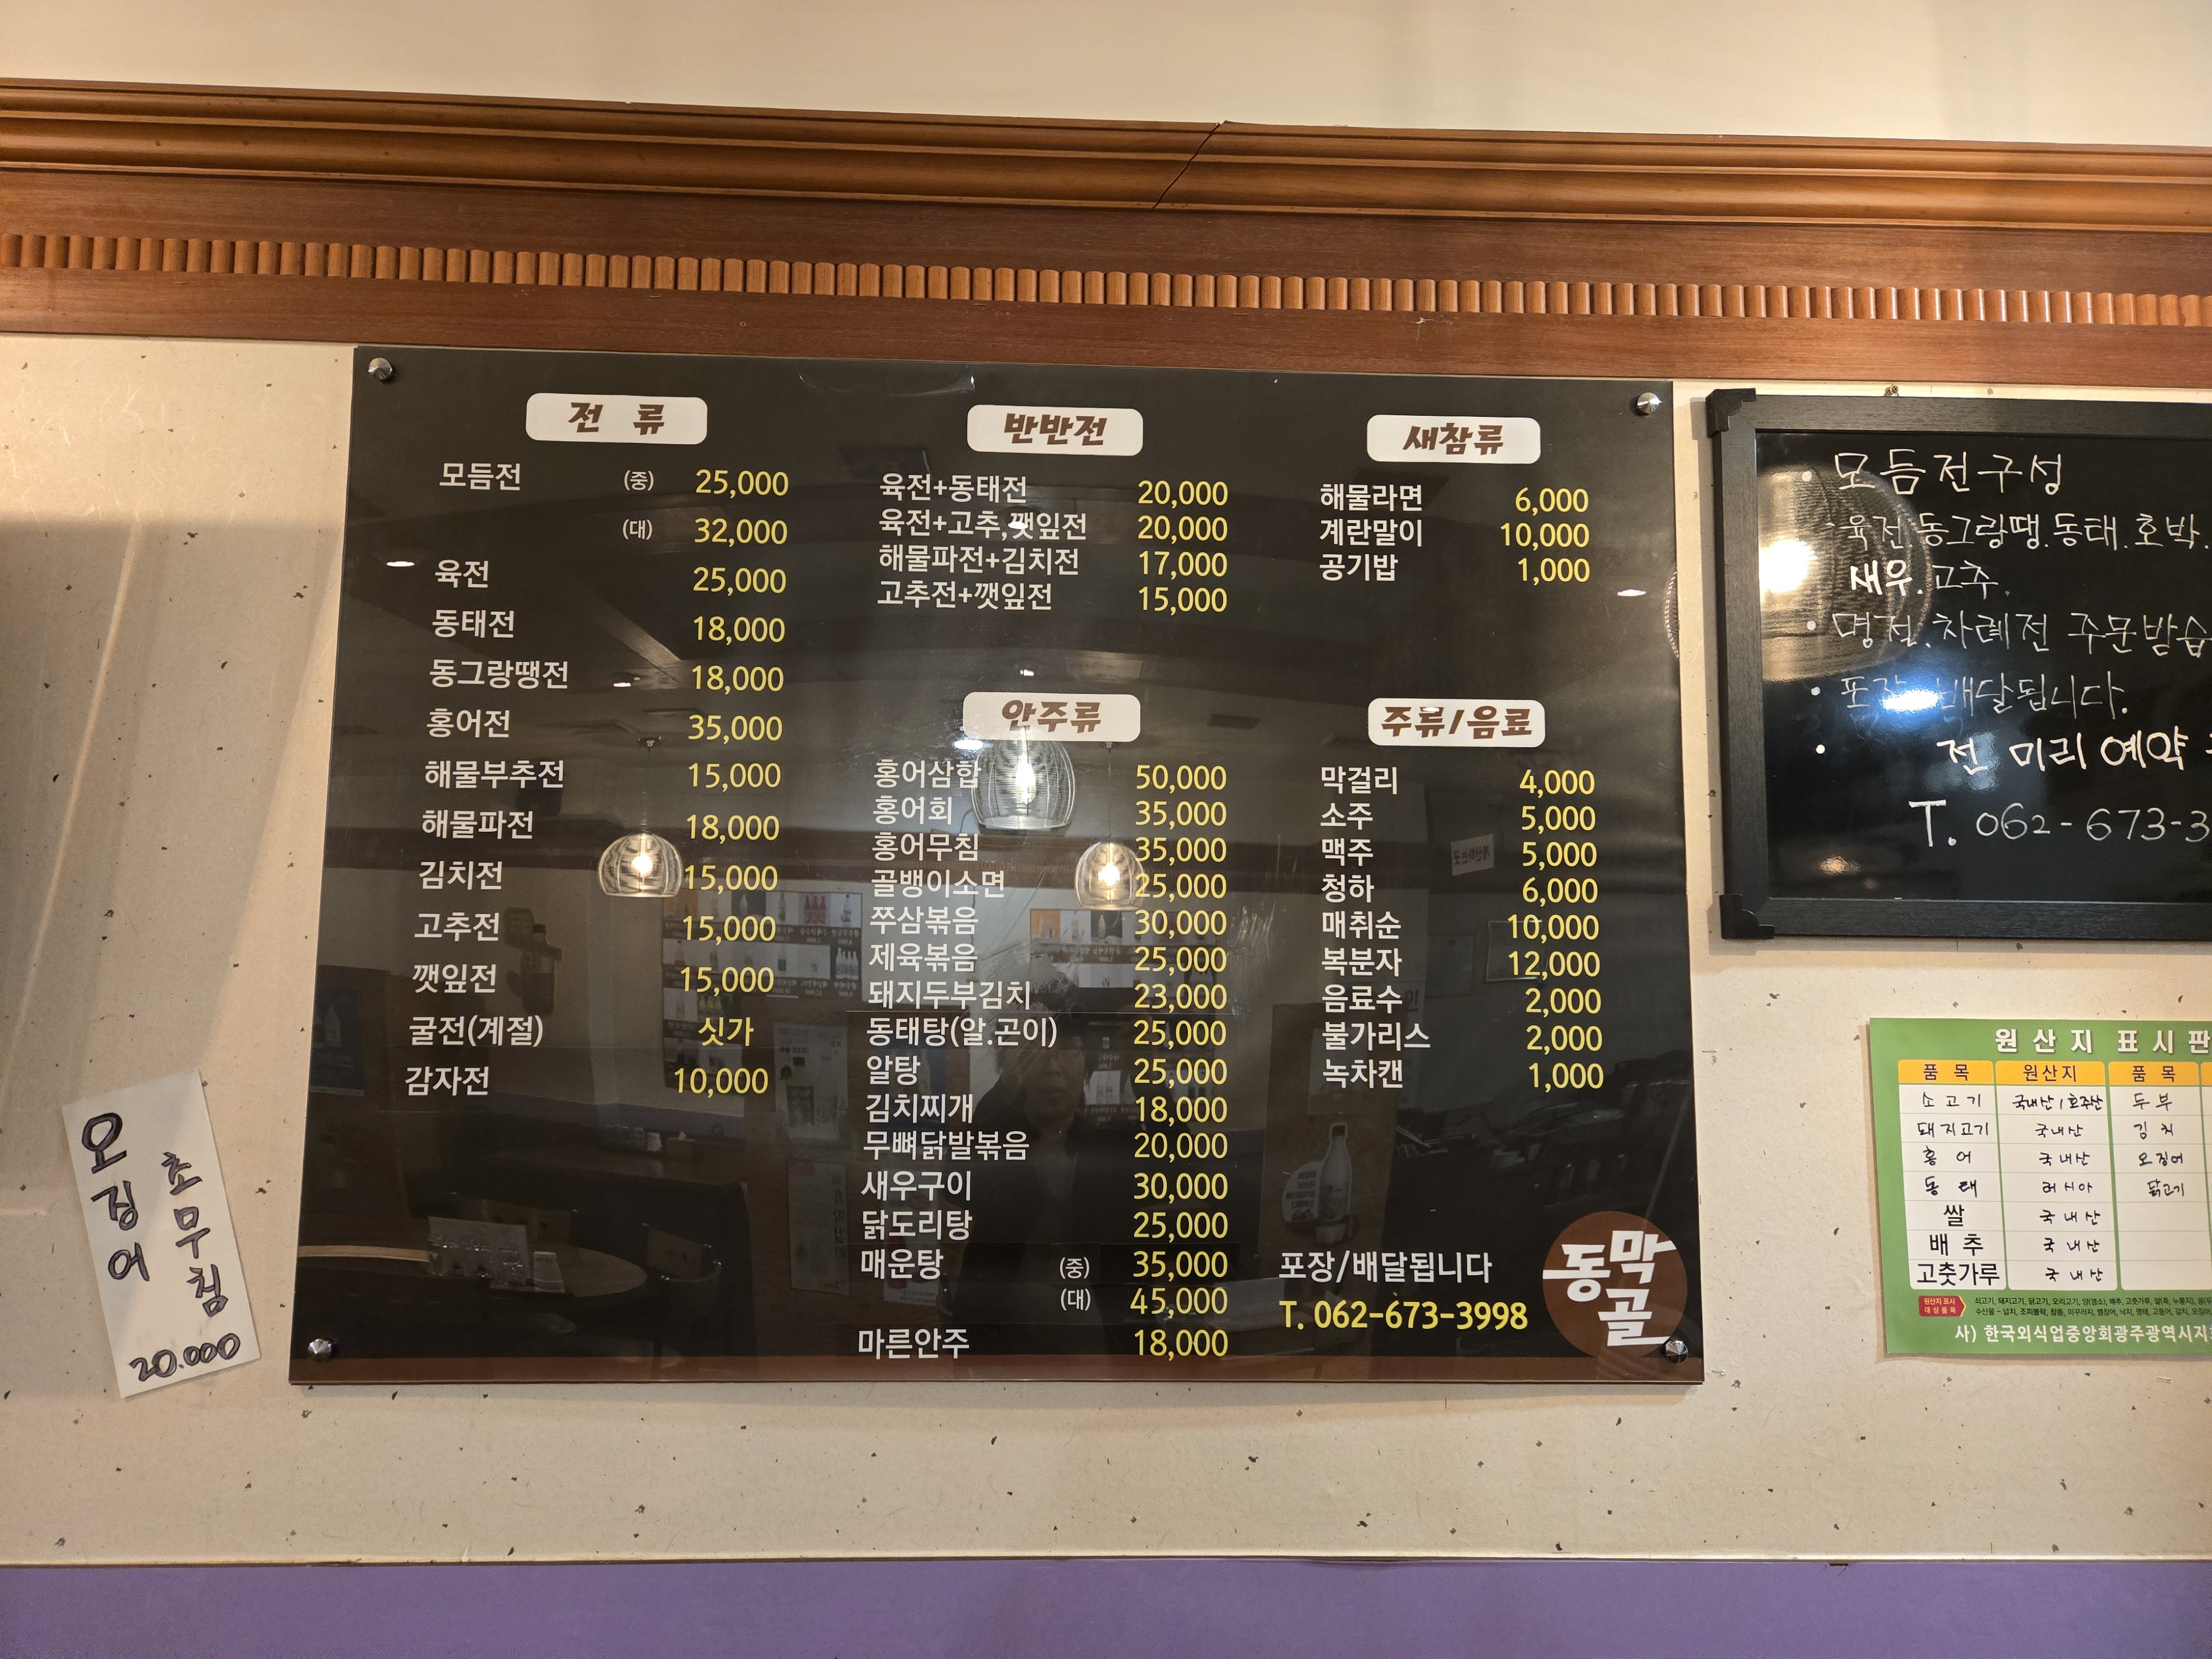 전 류
모듬전 (중) 25,000
(대) 32,000
육전 25,000
동태전 18,000
동그랑땡전 18,000
홍어전 35,000
해물부추전 15,000
해물파전 18,000
김치전 15,000
고추전 15,000
깻잎전 15,000
굴전(계절) 싯가
감자전 10,000
반반전
육전+동태전 20,000
육전+고추,깻잎전 20,000
해물파전+김치전 17,000
고추전+깻잎전 15,000
안주류
홍어삼합 50,000
홍어회 35,000
홍어무침 35,000
골뱅이소면 25,000
쭈삼볶음 30,000
제육볶음 25,000
돼지두부김치 23,000
동태탕(알.곤이) 25,000
알탕 25,000
김치찌개 18,000
무뼈닭발볶음 20,000
새우구이 30,000
닭도리탕 25,000
매운탕 (중) 35,000
(대) 45,000
마른안주 18,000
새참류
해물라면 6,000
계란말이 10,000
공기밥 1,000
주류/음료
막걸리 4,000
소주 5,000
맥주 5,000
청하 6,000
매취순 10,000
복분자 12,000
음료수 2,000
불가리스 2,000
녹차캔 1,000
포장/배달됩니다
T. 062-673-3998
동막골
오징어
초무침
20.000
모듬전구성
육전.동그랑땡.동태.호박.
새우.고추.
명절.차례전 주문받습
포장 배달됩니다.
전 미리 예약
T. 062-673-3
원산지 표시판
품목 원산지 품목
소고기 국내산/호주산 두부
돼지고기 국내산 김치
홍어 국내산 오징어
동태 러시아 닭고기
쌀 국내산
배추 국내산
고춧가루 국내산
원산지 표시
대상품목
사) 한국외식업중앙회광주광역시지